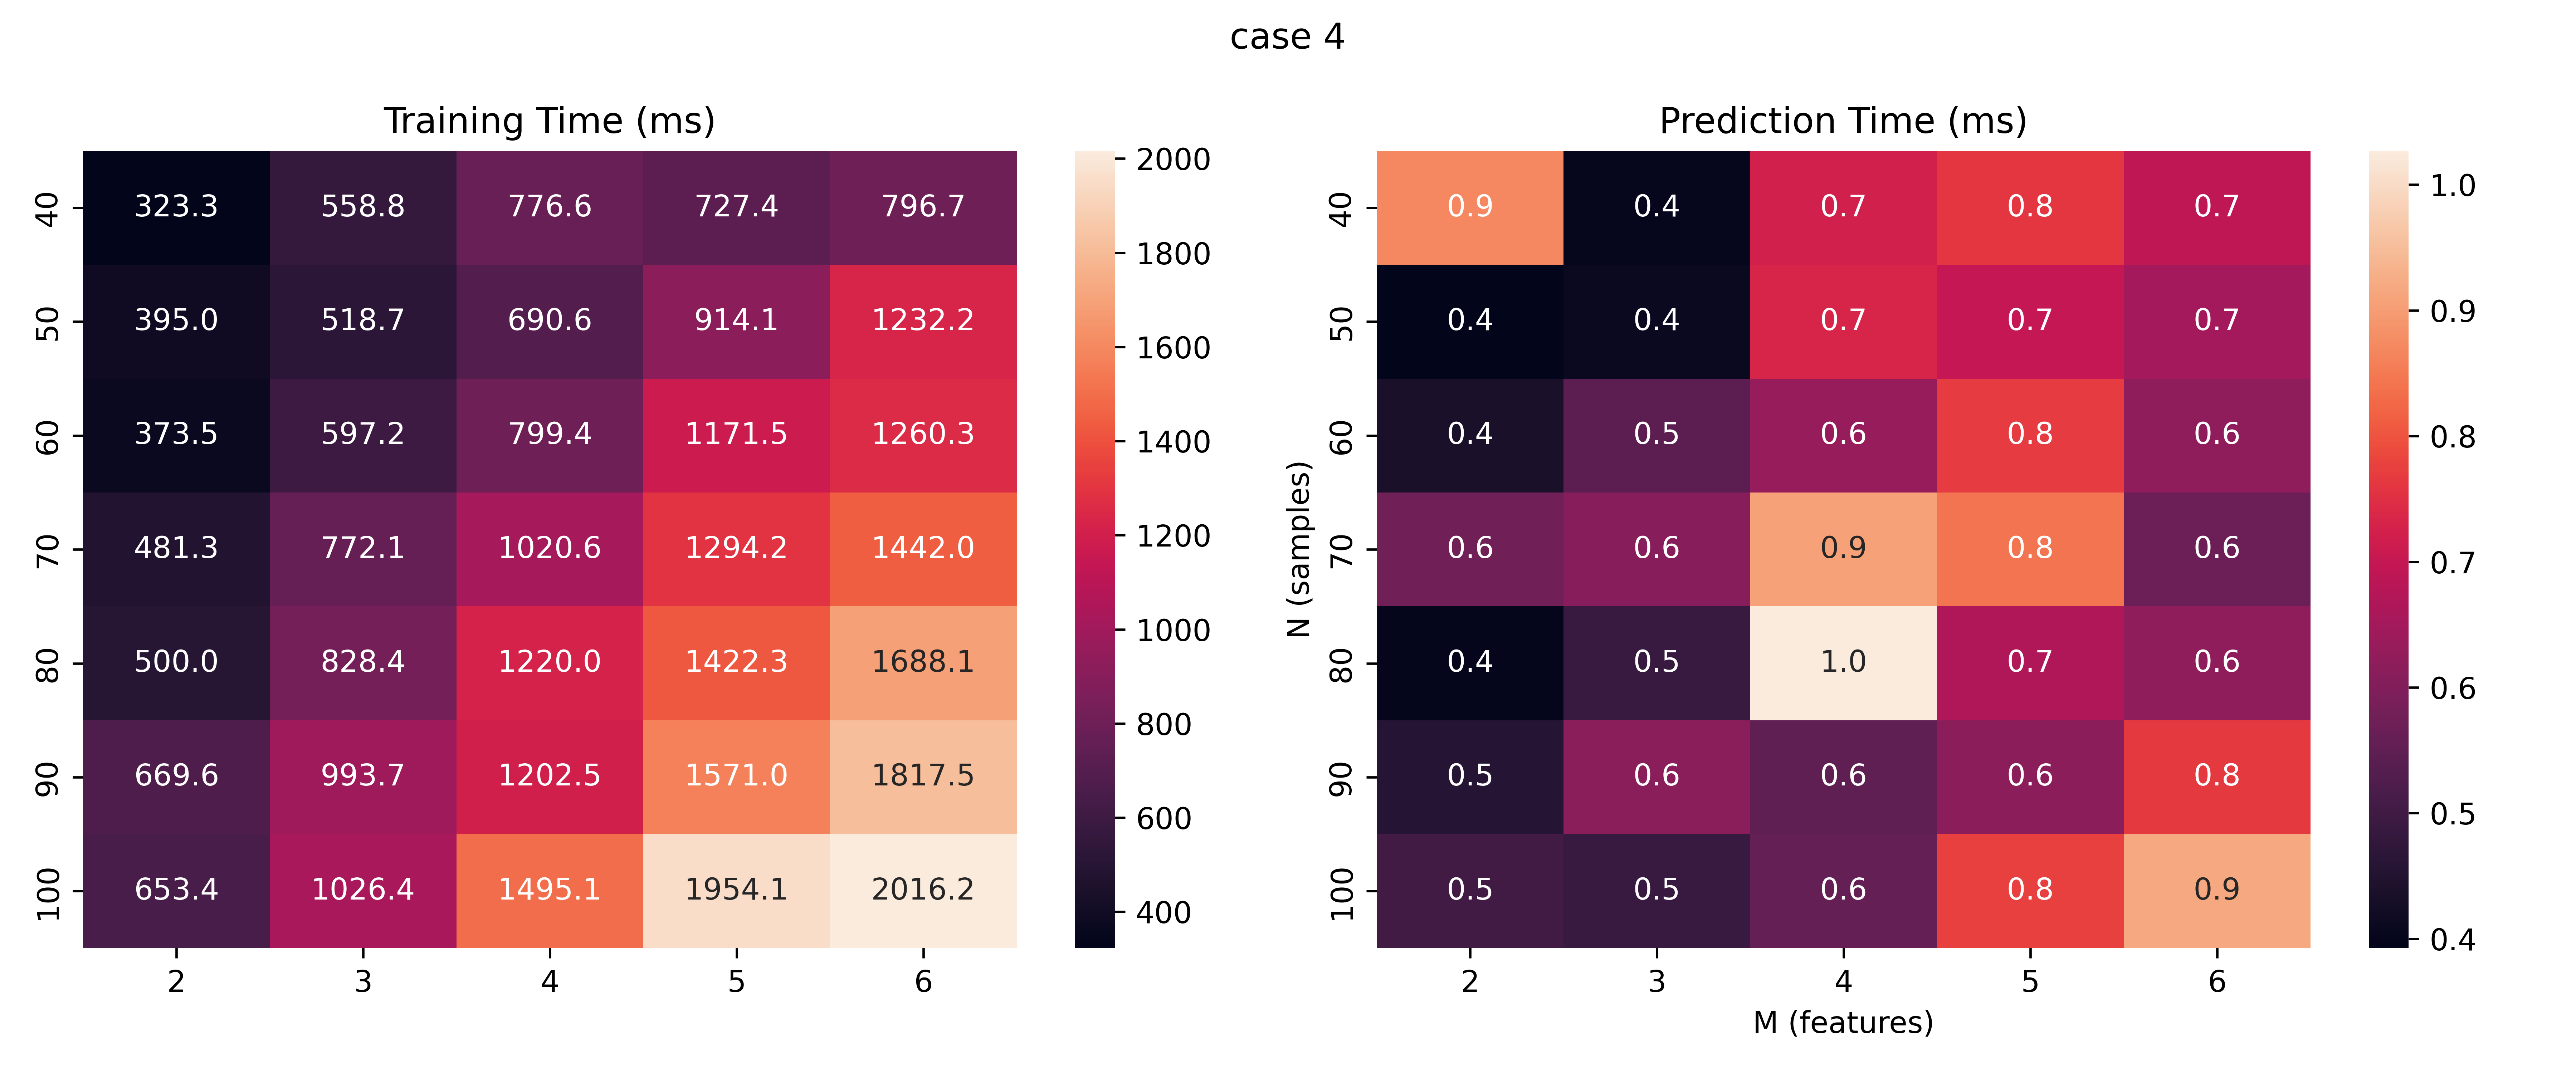 case 4
Training Time (ms)
40 323.3 558.8 776.6 727.4 796.7
50 395.0 518.7 690.6 914.1 1232.2
60 373.5 597.2 799.4 1171.5 1260.3
70 481.3 772.1 1020.6 1294.2 1442.0
80 500.0 828.4 1220.0 1422.3 1688.1
90 669.6 993.7 1202.5 1571.0 1817.5
100 653.4 1026.4 1495.1 1954.1 2016.2
2 3 4 5 6
2000
1800
1600
1400
1200
1000
800
600
400
Prediction Time (ms)
N (samples)
40 0.9 0.4 0.7 0.8 0.7
50 0.4 0.4 0.7 0.7 0.7
60 0.4 0.5 0.6 0.8 0.6
70 0.6 0.6 0.9 0.8 0.6
80 0.4 0.5 1.0 0.7 0.6
90 0.5 0.6 0.6 0.6 0.8
100 0.5 0.5 0.6 0.8 0.9
2 3 4 5 6
M (features)
1.0
0.9
0.8
0.7
0.6
0.5
0.4